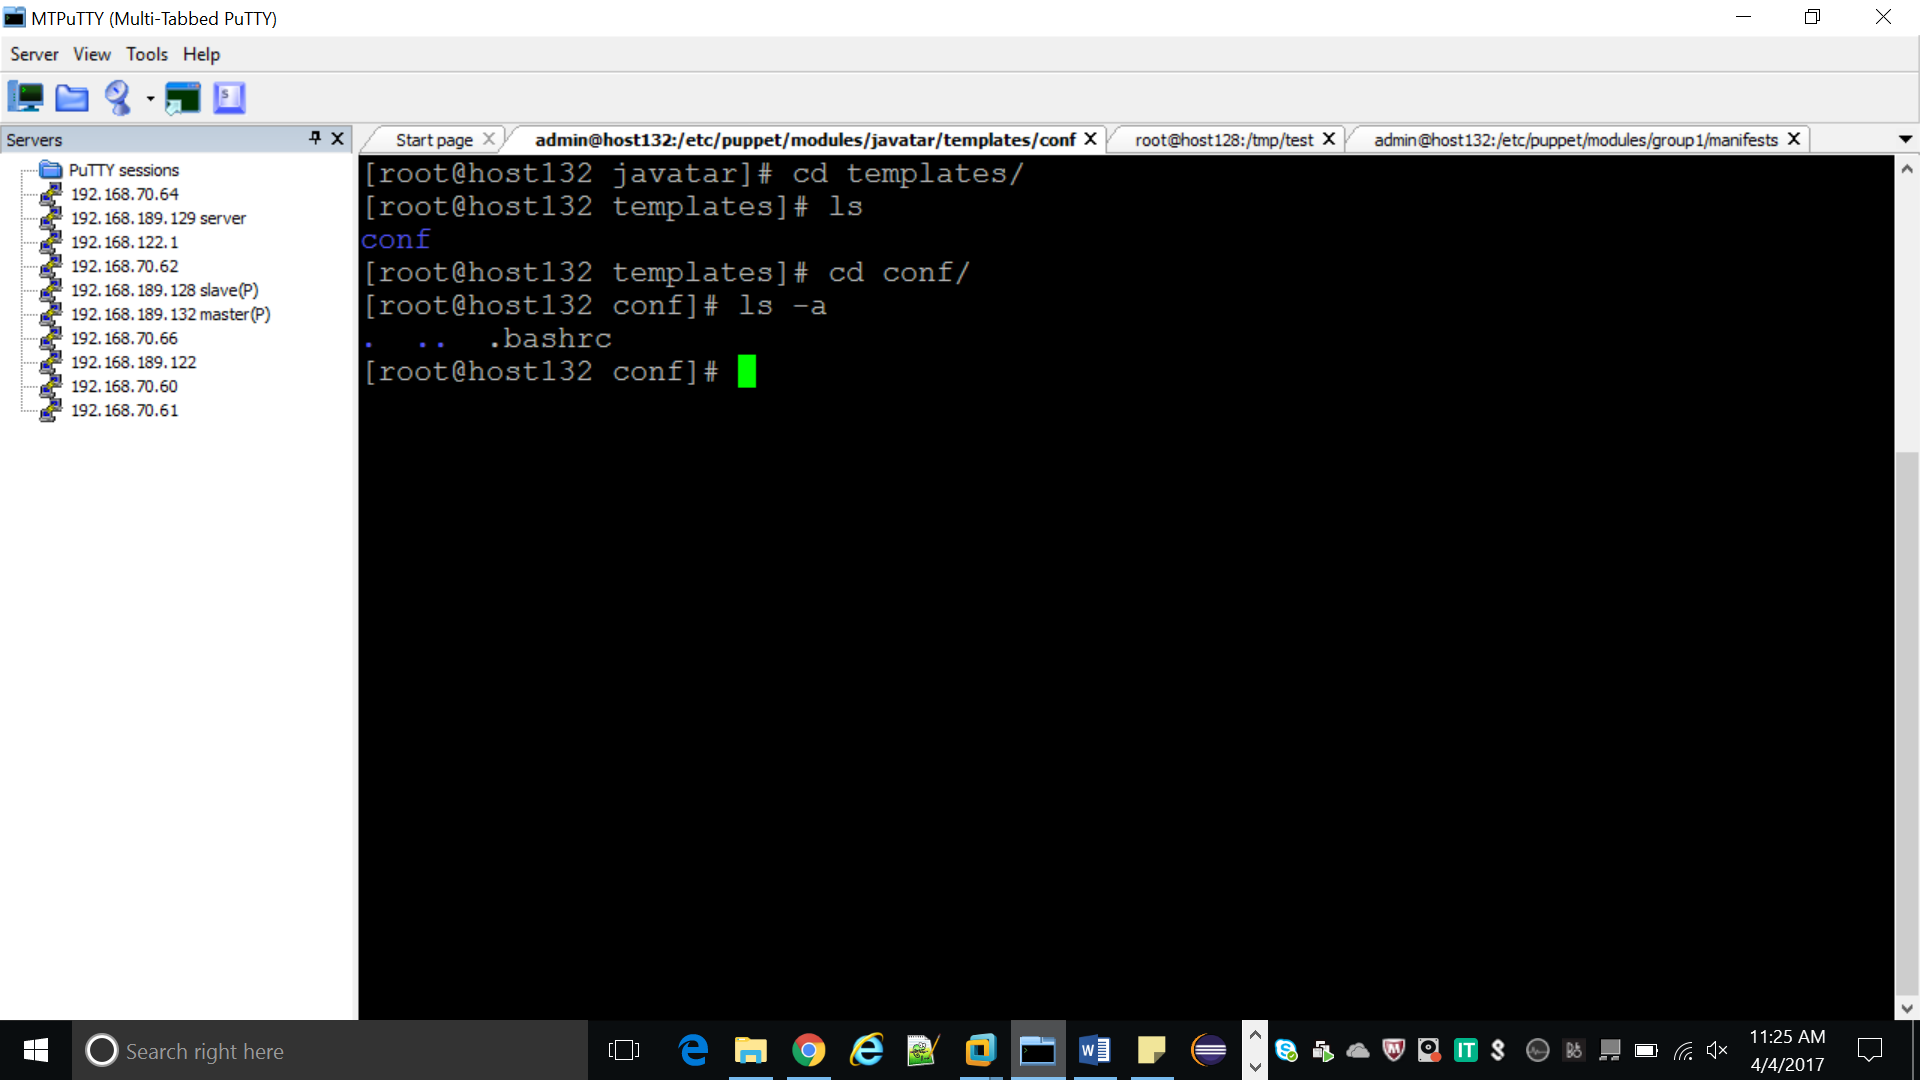 MTPuTTY (Multi-Tabbed PuTTY)
Server View Tools Help
Servers
Start page
admin@host132:/etc/puppet/modules/javatar/templates/conf
root@host128:/tmp/test
admin@host132:/etc/puppet/modules/group1/manifests
PuTTY sessions
192.168.70.64
192.168.189.129 server
192.168.122.1
192.168.70.62
192.168.189.128 slave(P)
192.168.189.132 master(P)
192.168.70.66
192.168.189.122
192.168.70.60
192.168.70.61
[root@host132 javatar]# cd templates/
[root@host132 templates]# ls
conf
[root@host132 templates]# cd conf/
[root@host132 conf]# ls -a
. .. .bashrc
[root@host132 conf]#
Search right here
11:25 AM
4/4/2017